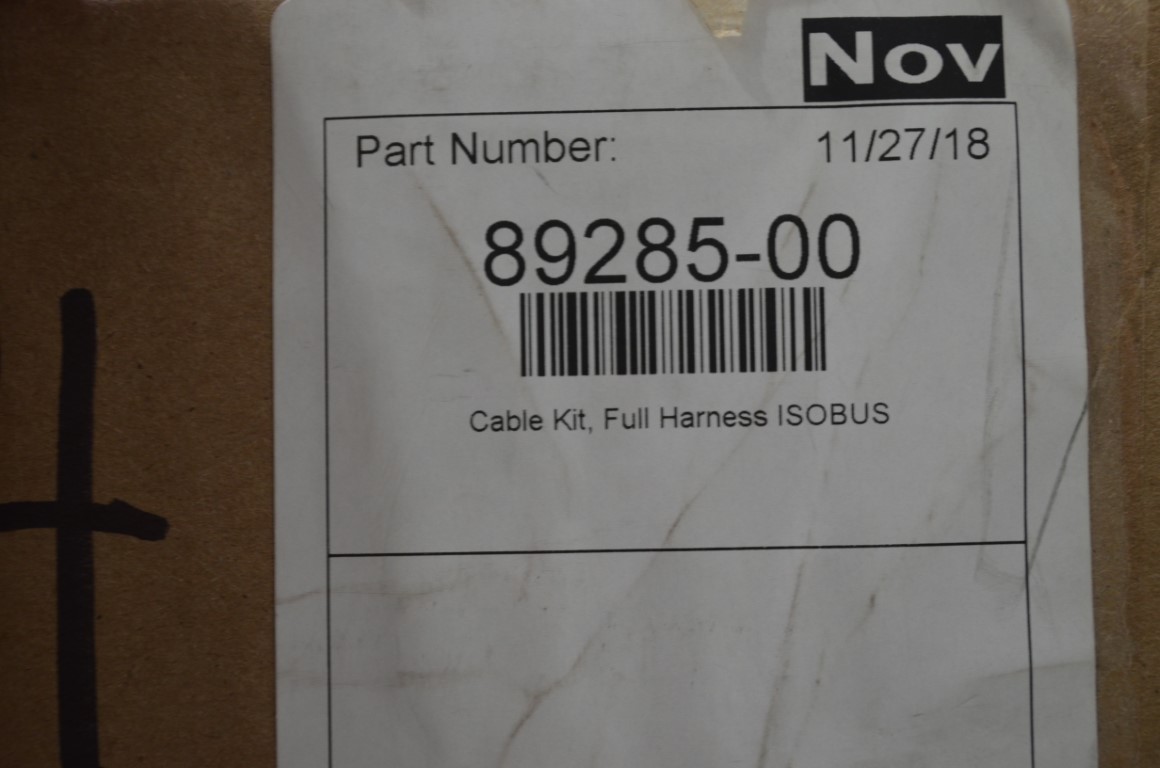 Nov
Part Number: 11/27/18
89285-00
Cable Kit, Full Harness ISOBUS